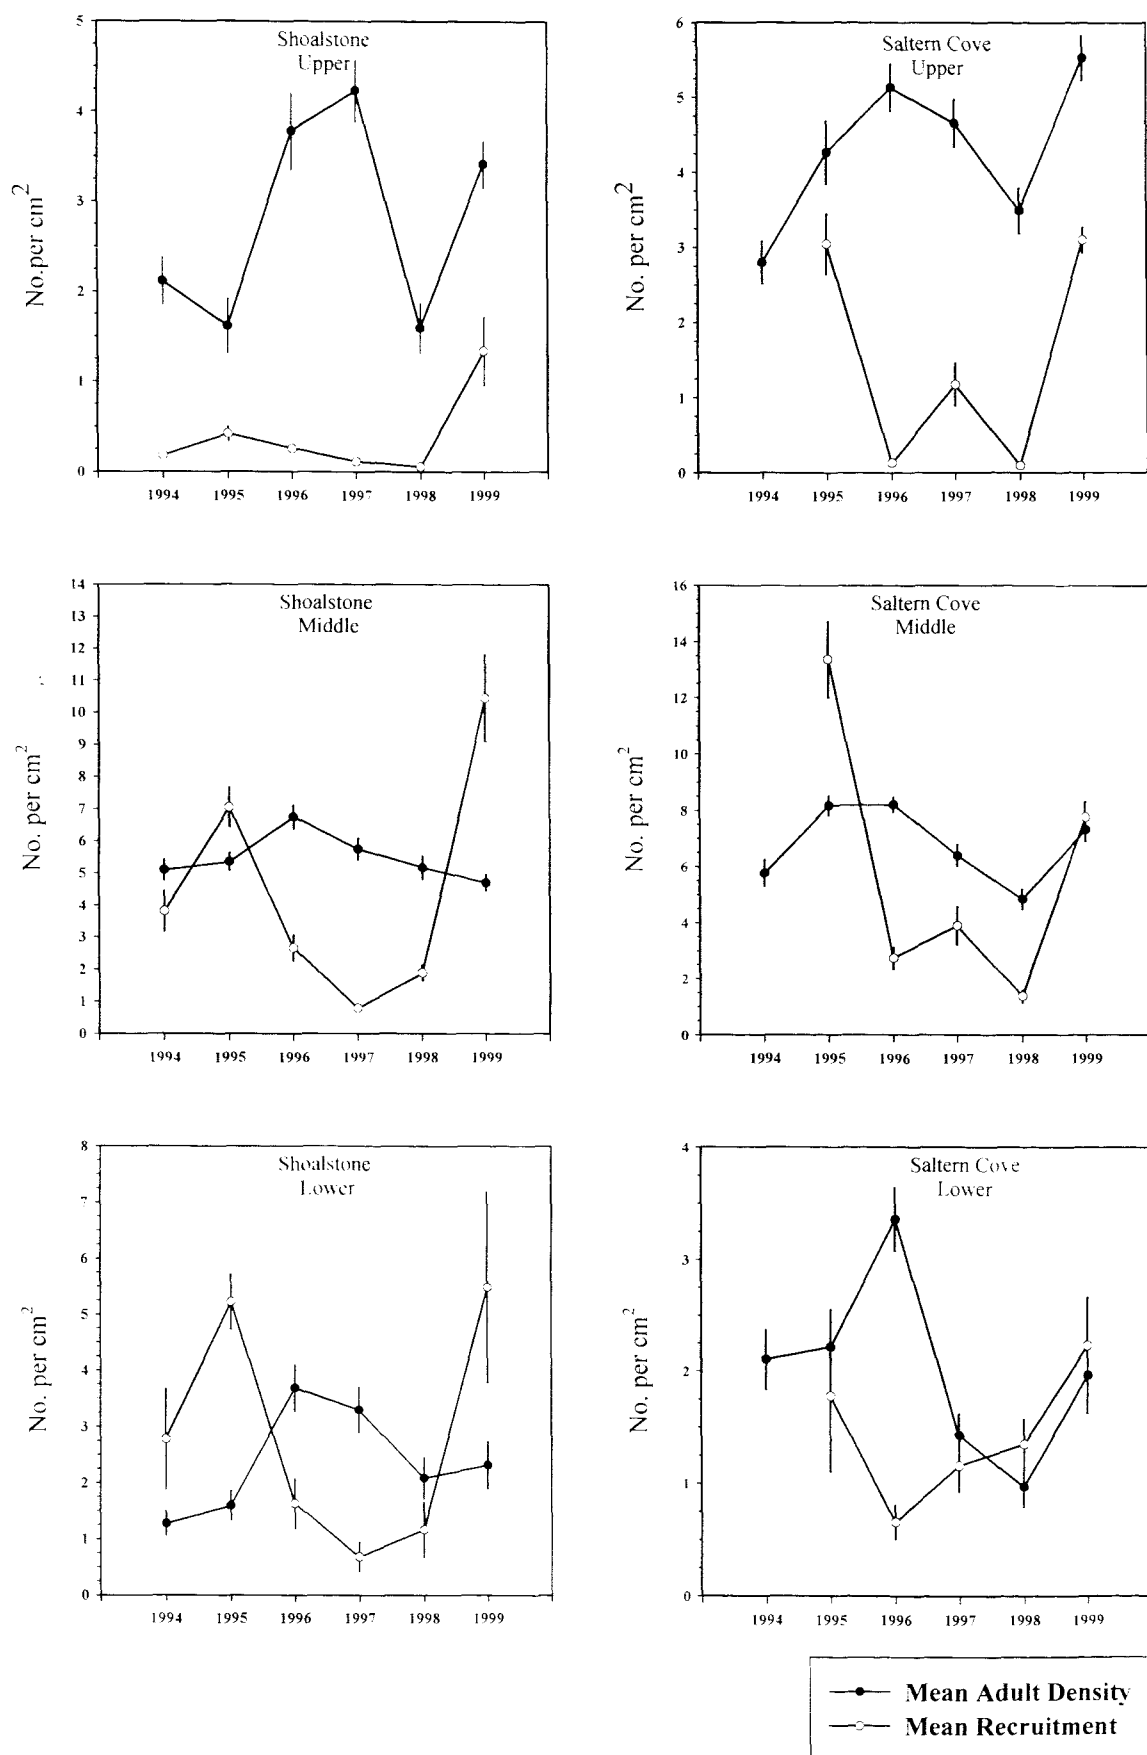 Shoalstone
Upper
No.per cm²
5
4
3
2
1
0
1994 1995 1996 1997 1998 1999
Saltern Cove
Upper
No. per cm²
6
5
4
3
2
1
0
1994 1995 1996 1997 1998 1999
Shoalstone
Middle
No. per cm²
14
13
12
11
10
9
8
7
6
5
4
3
2
1
0
1994 1995 1996 1997 1998 1999
Saltern Cove
Middle
No. per cm²
16
14
12
10
8
6
4
2
0
1994 1995 1996 1997 1998 1999
Shoalstone
Lower
No. per cm²
8
7
6
5
4
3
2
1
0
1994 1995 1996 1997 1998 1999
Saltern Cove
Lower
No. per cm²
4
3
2
1
0
1994 1995 1996 1997 1998 1999
Mean Adult Density
Mean Recruitment